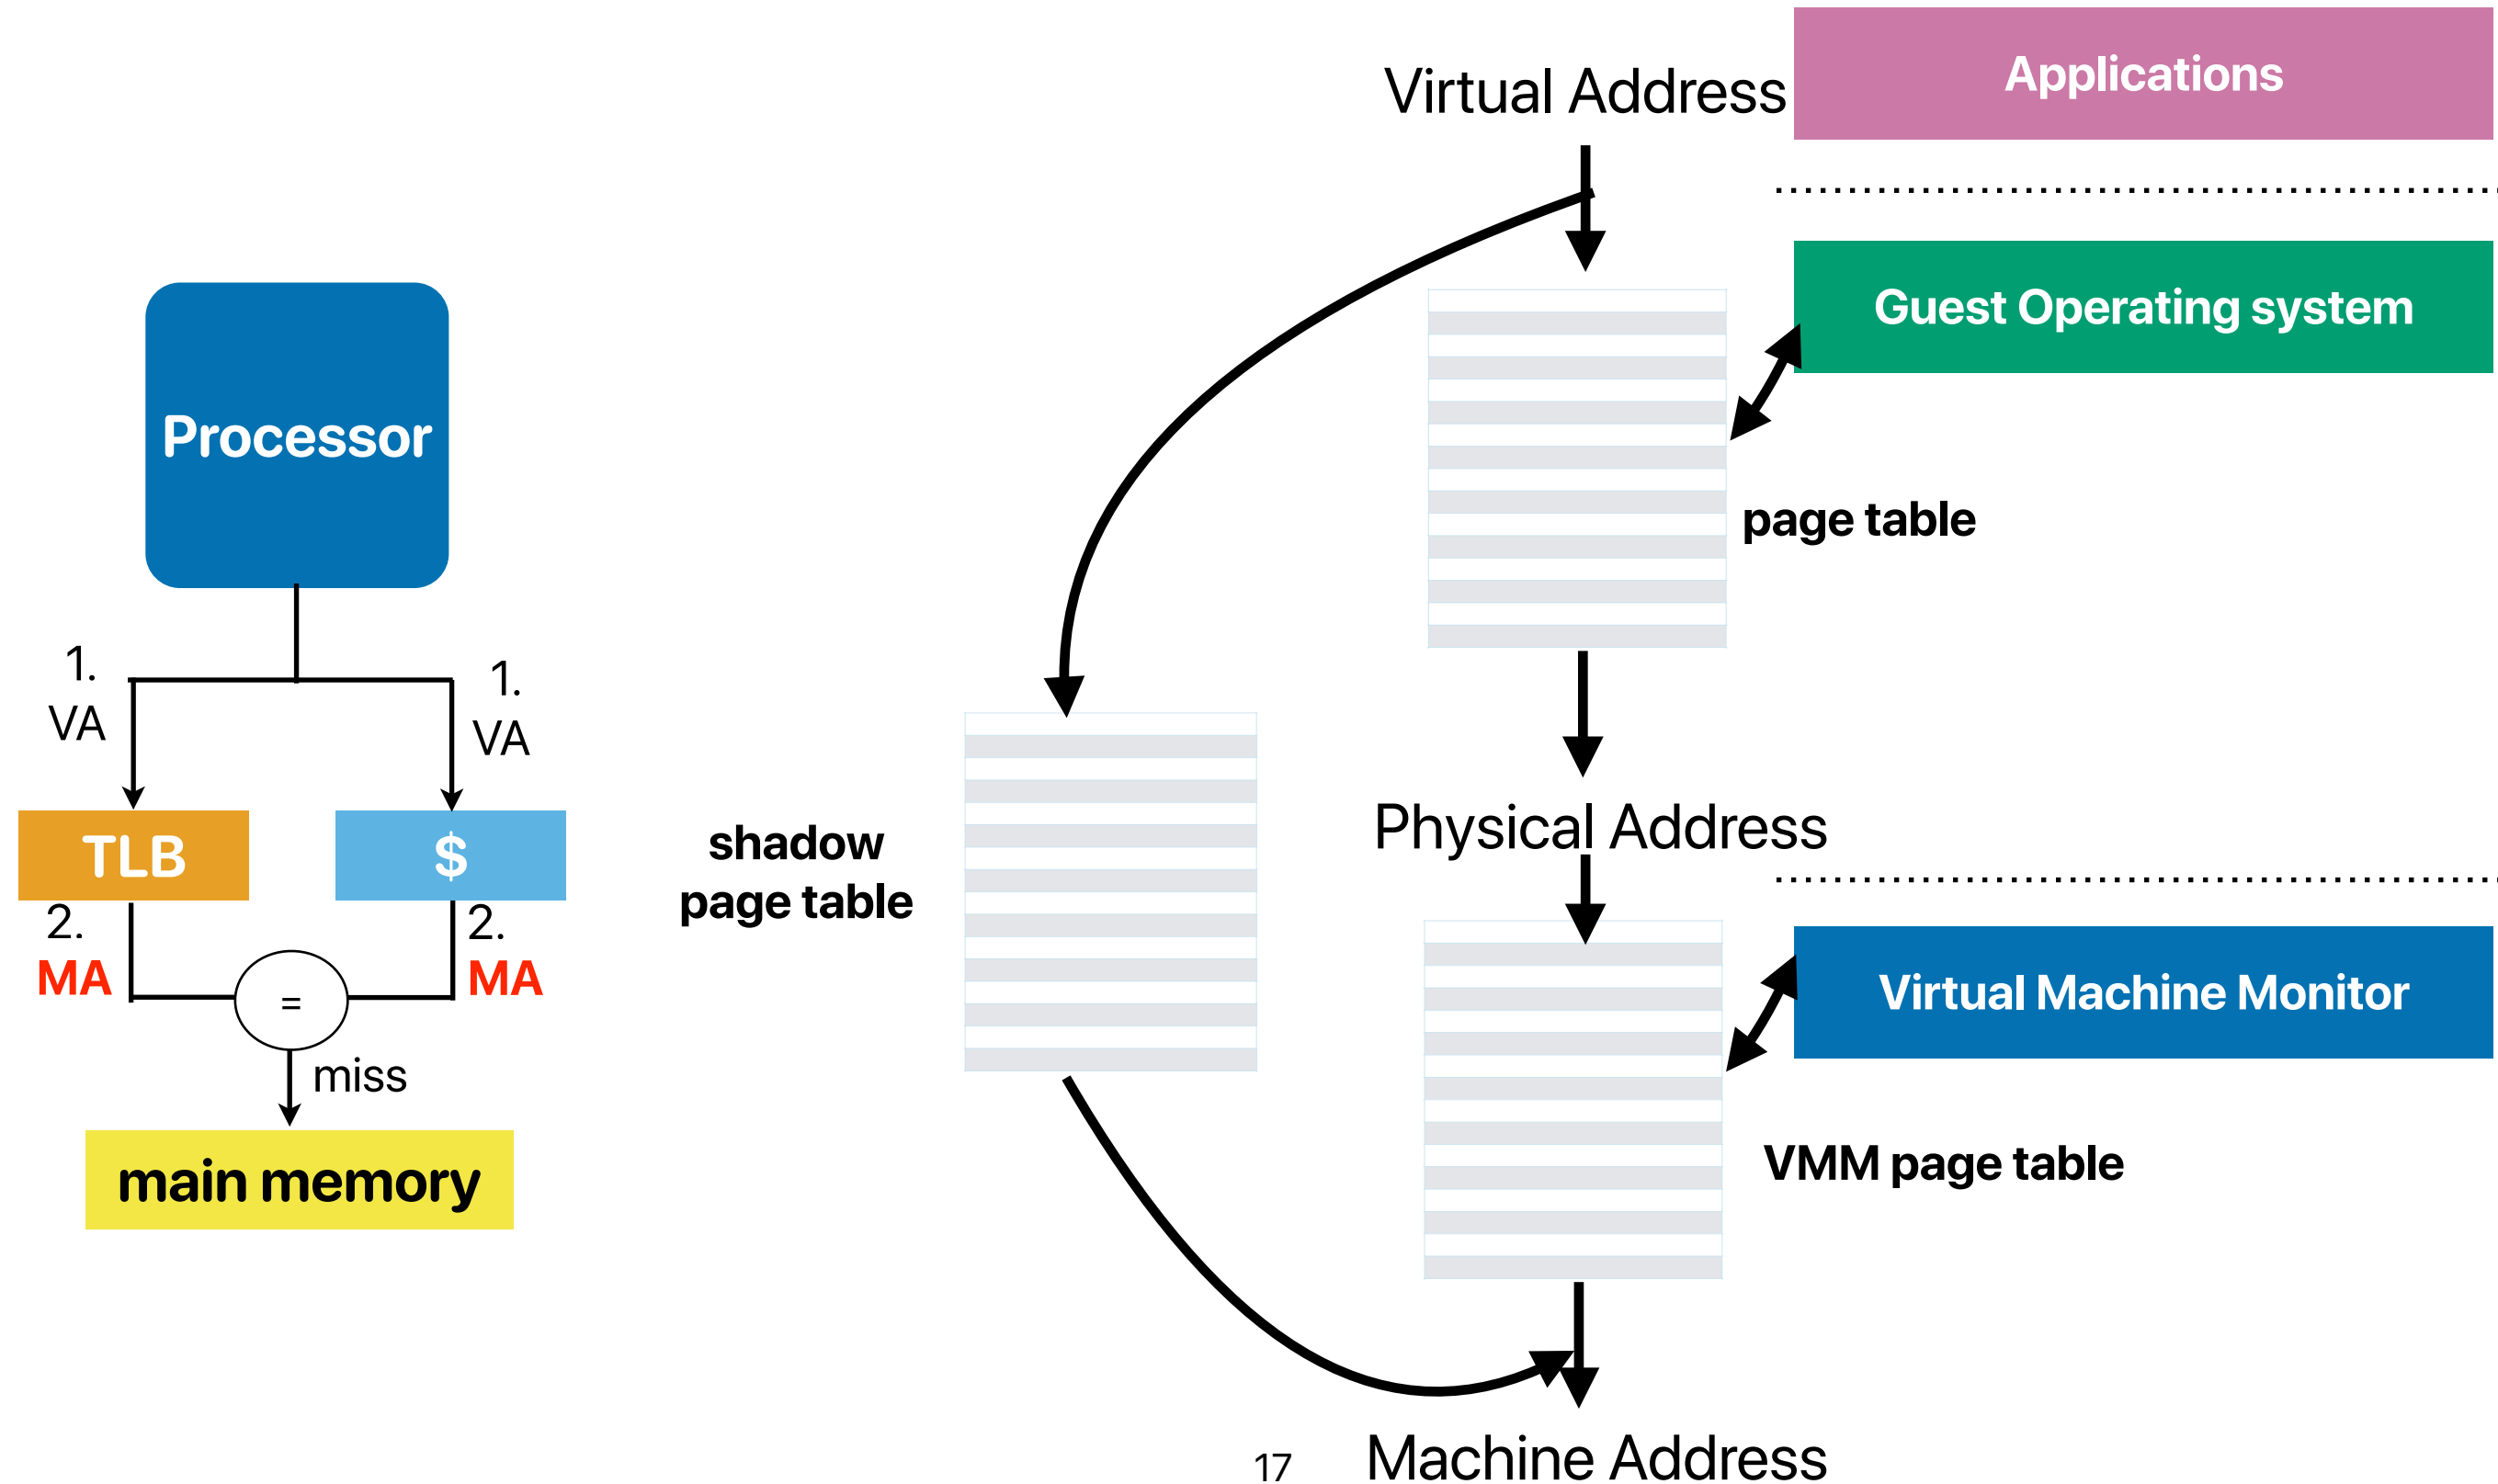 Virtual Address
Applications
Guest Operating system
Processor
page table
1.
VA
1.
VA
TLB
$
shadow
page table
Physical Address
2.
MA
2.
MA
=
Virtual Machine Monitor
miss
main memory
VMM page table
17
Machine Address